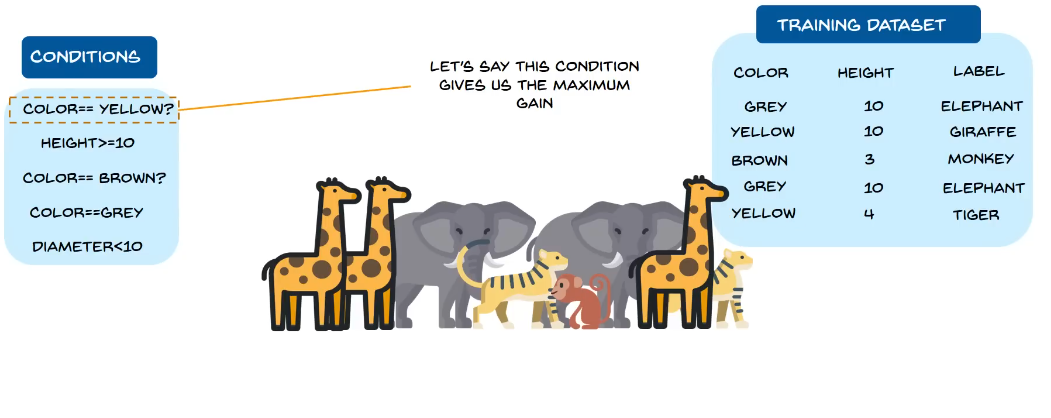 CONDITIONS
COLOR== YELLOW?
HEIGHT>=10
COLOR== BROWN?
COLOR==GREY
DIAMETER<10
LET'S SAY THIS CONDITION
GIVES US THE MAXIMUM
GAIN
TRAINING DATASET
COLOR HEIGHT LABEL
GREY 10 ELEPHANT
YELLOW 10 GIRAFFE
BROWN 3 MONKEY
GREY 10 ELEPHANT
YELLOW 4 TIGER